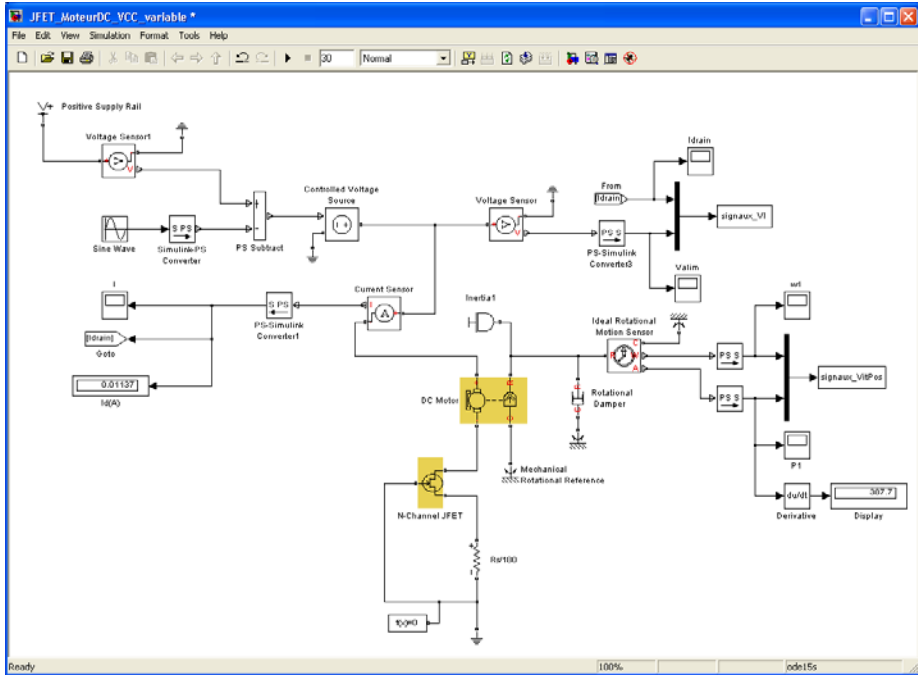 JFET_MoteurDC_VCC_variable *
File Edit View Simulation Format Tools Help
30 Normal
V+ Positive Supply Rail
Voltage Sensor1
V
Sine Wave
S PS
Simulink-PS
Converter
+
-
PS Subtract
Controlled Voltage
Source
Voltage Sensor
V
PS S
PS-Simulink
Converter3
Idrain
From
[Idrain]
signaux_VI
Valim
I
[Idrain]
Goto
0.01137
Id(A)
S PS
PS-Simulink
Converter1
Current Sensor
I
A
Inertia1
DC Motor
Mechanical
Rotational Reference
Rotational
Damper
Ideal Rotational
Motion Sensor
R
C
W
A
PS S
PS S
wr1
signaux_VitPos
P1
du/dt
Derivative
307.7
Display
N-Channel JFET
+
-
Rs/100
f(x)=0
Ready 100% ode15s